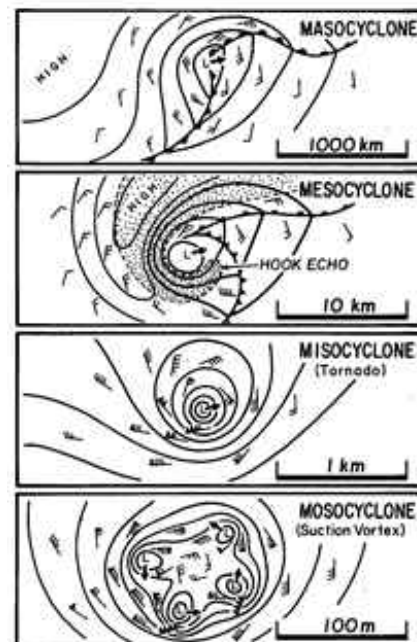 MASOCYCLONE
HIGH
L
1000 km
MESOCYCLONE
HIGH
L
HOOK ECHO
10 km
MISOCYCLONE
(Tornado)
L
1 km
MOSOCYCLONE
(Suction Vortex)
L
L
L
L
100 m